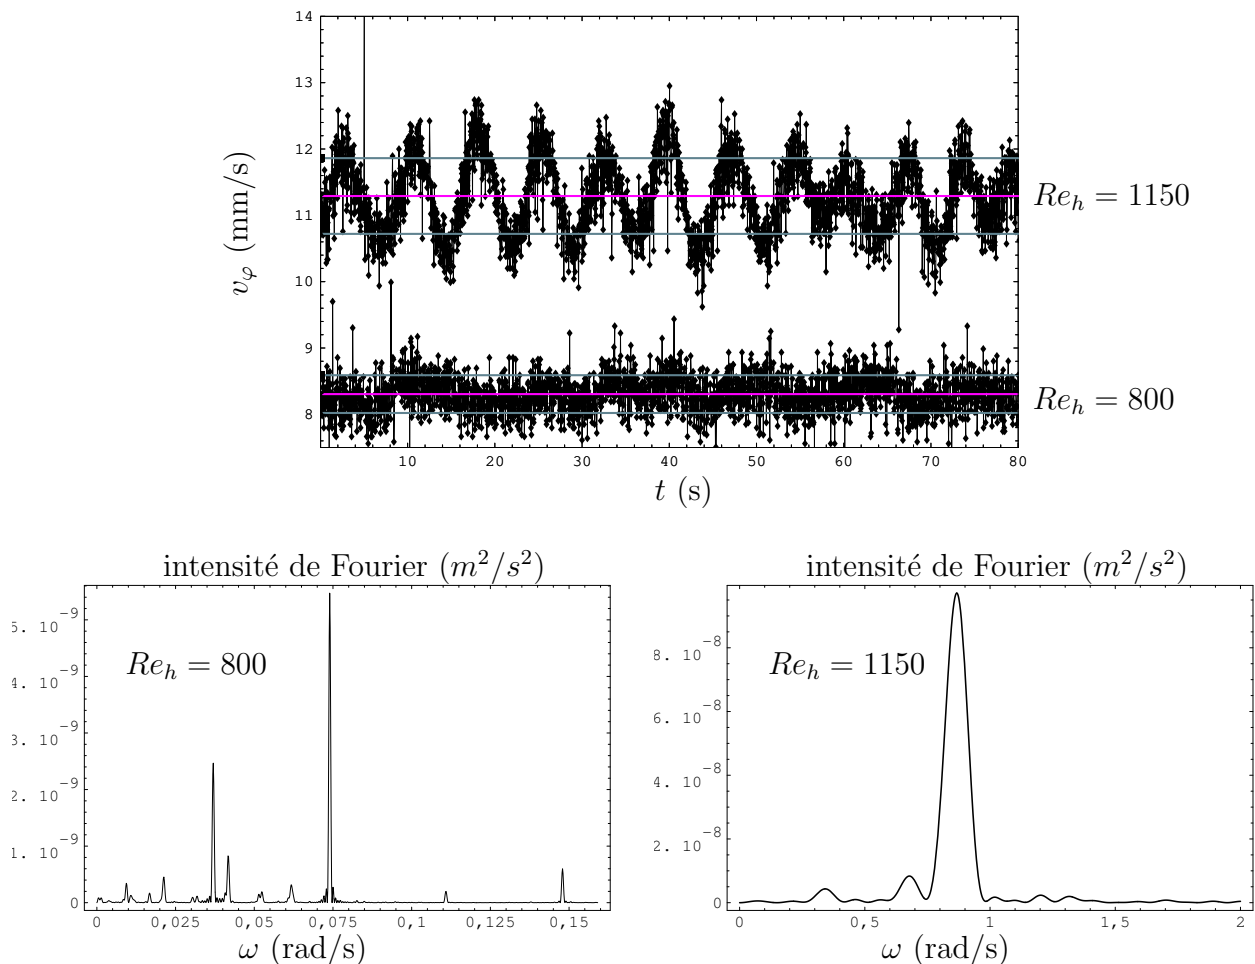 14
13
12
11
10
9
8
v_φ (mm/s)
Re_h = 1150
Re_h = 800
10 20 30 40 50 60 70 80
t (s)
intensité de Fourier (m²/s²)
5. 10⁻⁹
4. 10⁻⁹
3. 10⁻⁹
2. 10⁻⁹
1. 10⁻⁹
0
Re_h = 800
0 0,025 0,05 0,075 0,1 0,125 0,15
ω (rad/s)
intensité de Fourier (m²/s²)
8. 10⁻⁸
6. 10⁻⁸
4. 10⁻⁸
2. 10⁻⁸
0
Re_h = 1150
0 0,5 1 1,5 2
ω (rad/s)